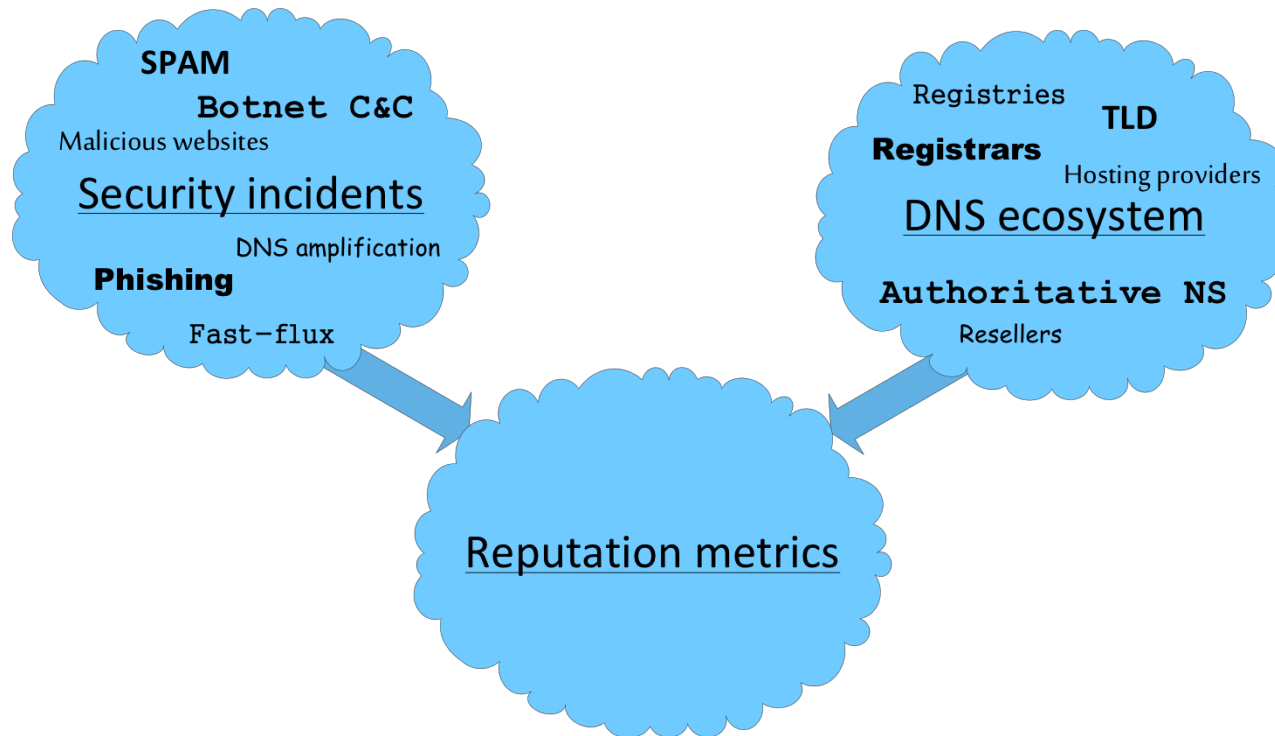 SPAM
Botnet C&C
Malicious websites
Security incidents
DNS amplification
Phishing
Fast-flux
Registries
TLD
Registrars
Hosting providers
DNS ecosystem
Authoritative NS
Resellers
Reputation metrics